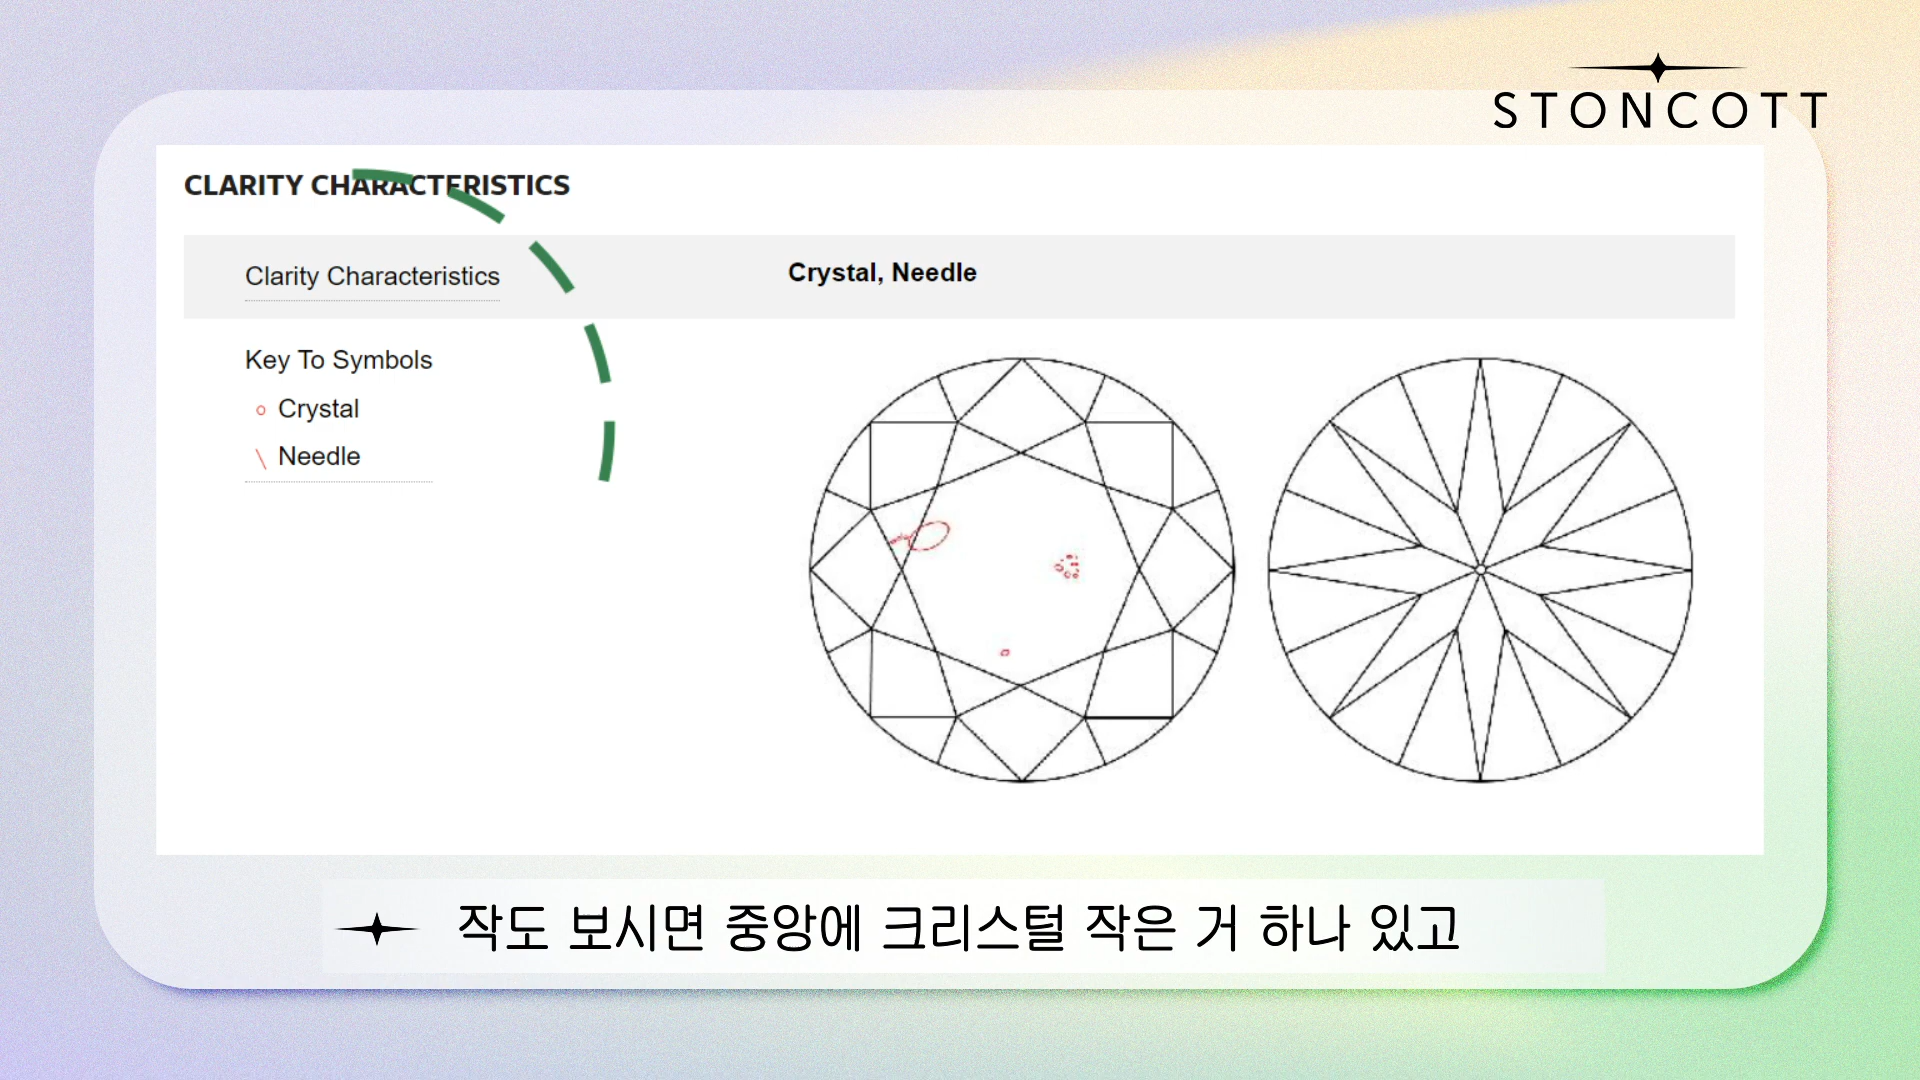 STONCOTT
CLARITY CHARACTERISTICS
Clarity Characteristics
Crystal, Needle
Key To Symbols
Crystal
Needle
작도 보시면 중앙에 크리스털 작은 거 하나 있고